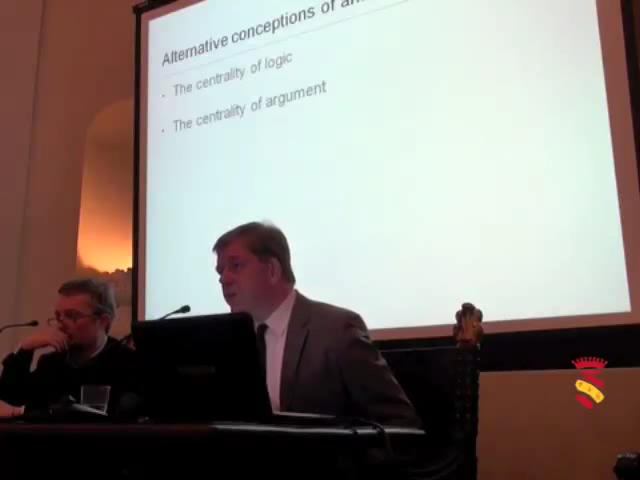 Alternative conceptions of
. The centrality of logic
. The centrality of argument